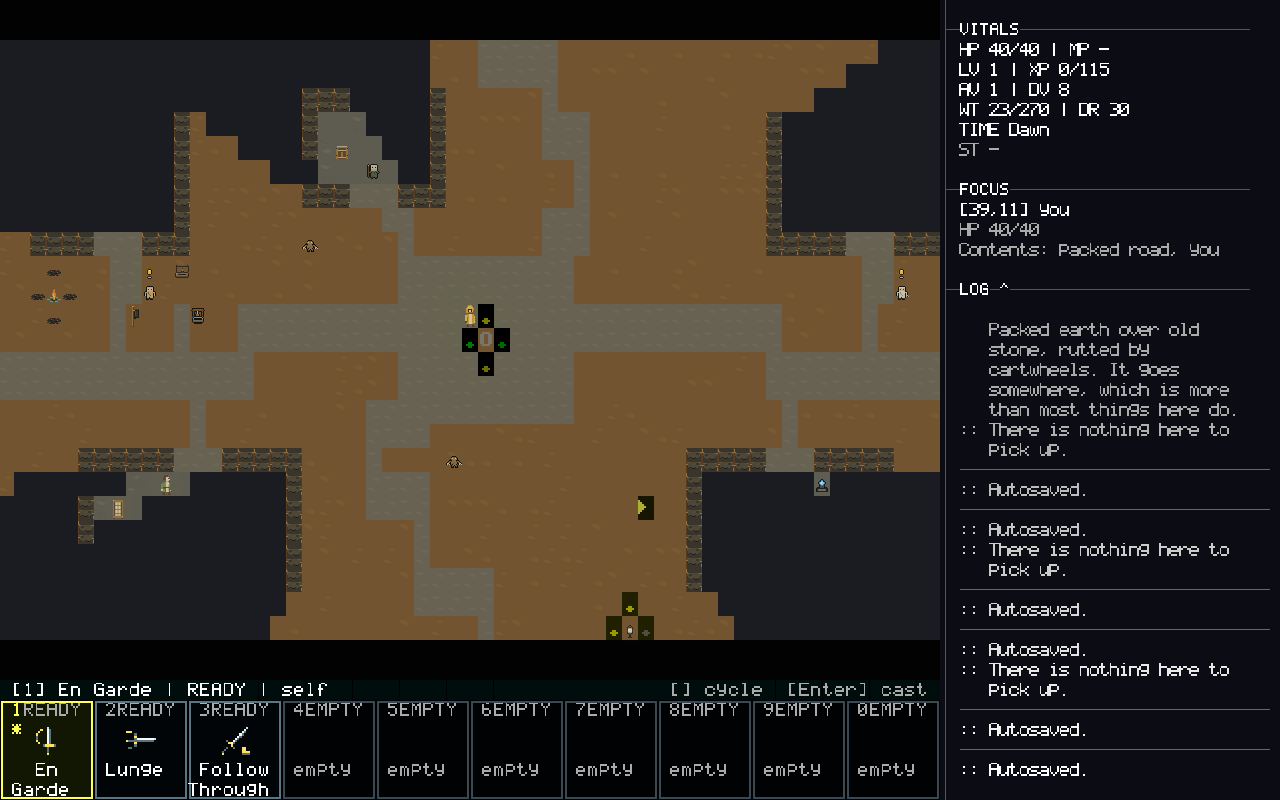 VITALS
HP 40/40 | MP -
LV 1 | XP 0/115
AV 1 | DV 8
WT 23/270 | DR 30
TIME Dawn
ST -
FOCUS
[39,11] You
HP 40/40
Contents: Packed road, You
LOG ^
Packed earth over old
stone, rutted by
cartwheels. It goes
somewhere, which is more
than most things here do.
:: There is nothing here to
Pick up.
:: Autosaved.
:: Autosaved.
:: There is nothing here to
Pick up.
:: Autosaved.
:: Autosaved.
:: There is nothing here to
Pick up.
:: Autosaved.
:: Autosaved.
[1] En Garde | READY | self
[] cycle [Enter] cast
1READY 2READY 3READY 4EMPTY 5EMPTY 6EMPTY 7EMPTY 8EMPTY 9EMPTY 0EMPTY
En Lunge Follow empty empty empty empty empty empty empty
Garde Through